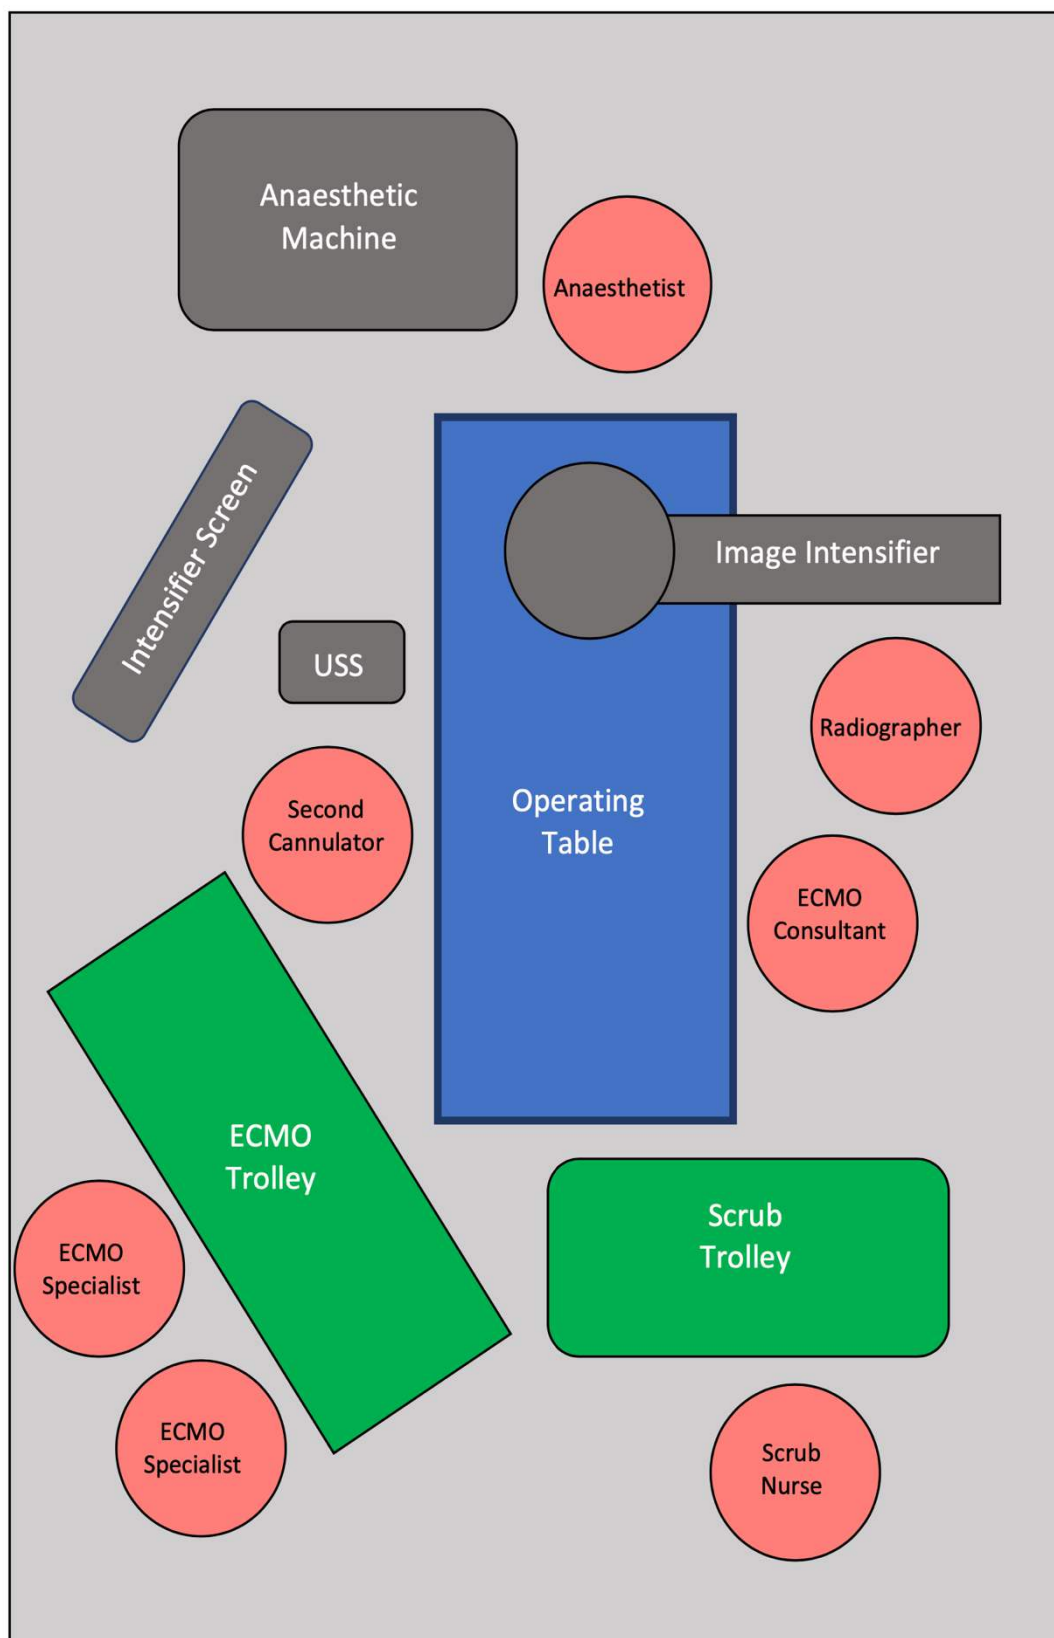 Anaesthetic
Machine
Anaesthetist
Intensifier Screen
Image Intensifier
USS
Radiographer
Second
Cannulator
Operating
Table
ECMO
Consultant
ECMO
Trolley
Scrub
Trolley
ECMO
Specialist
ECMO
Specialist
Scrub
Nurse